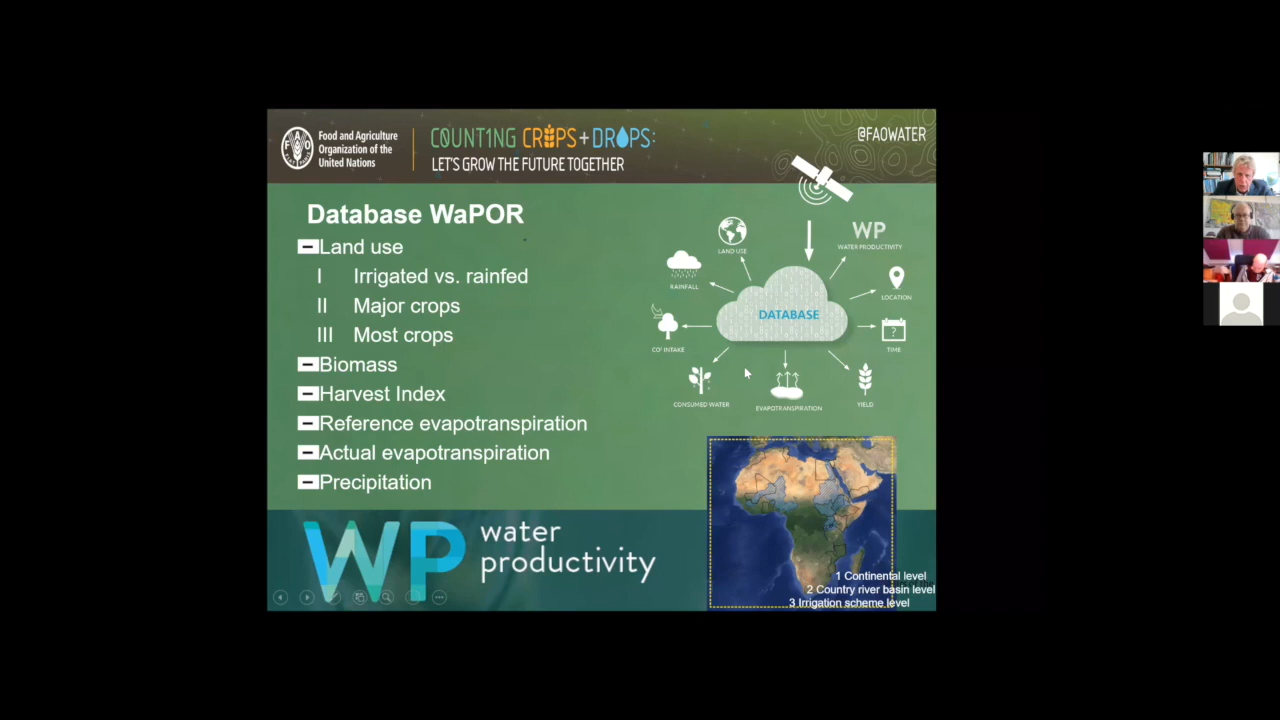 Food and Agriculture
Organization of the
United Nations
COUNT1NG CROPS + DROPS:
LET'S GROW THE FUTURE TOGETHER
@FAOWATER
Database WaPOR
Land use
I Irrigated vs. rainfed
II Major crops
III Most crops
Biomass
Harvest Index
Reference evapotranspiration
Actual evapotranspiration
Precipitation
LAND USE
WP
WATER PRODUCTIVITY
RAINFALL
LOCATION
DATABASE
CO² INTAKE
TIME
CONSUMED WATER
EVAPOTRANSPIRATION
YIELD
WP water
productivity
1 Continental level
2 Country river basin level
3 Irrigation scheme level